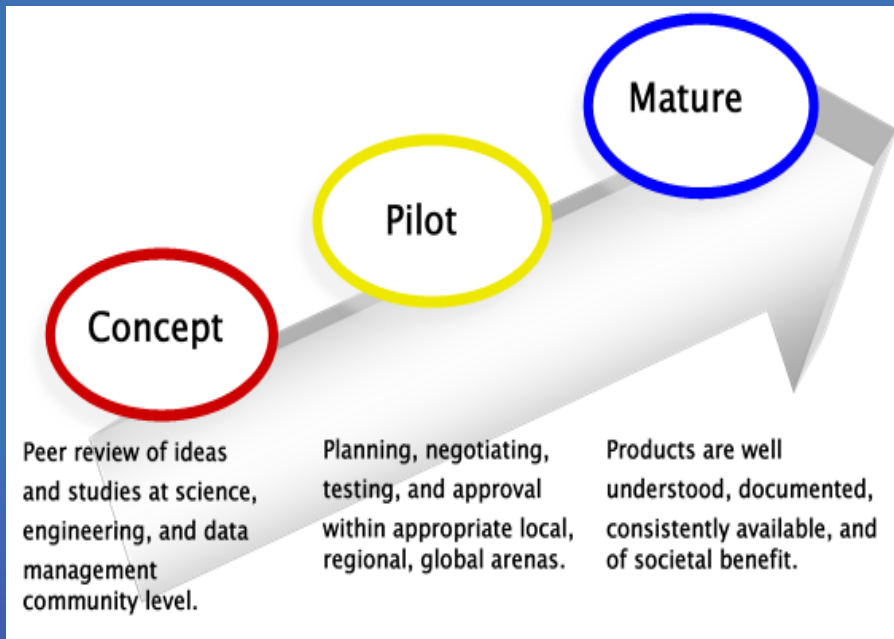 Mature
Pilot
Concept
Peer review of ideas
and studies at science,
engineering, and data
management
community level.
Planning, negotiating,
testing, and approval
within appropriate local,
regional, global arenas.
Products are well
understood, documented,
consistently available, and
of societal benefit.